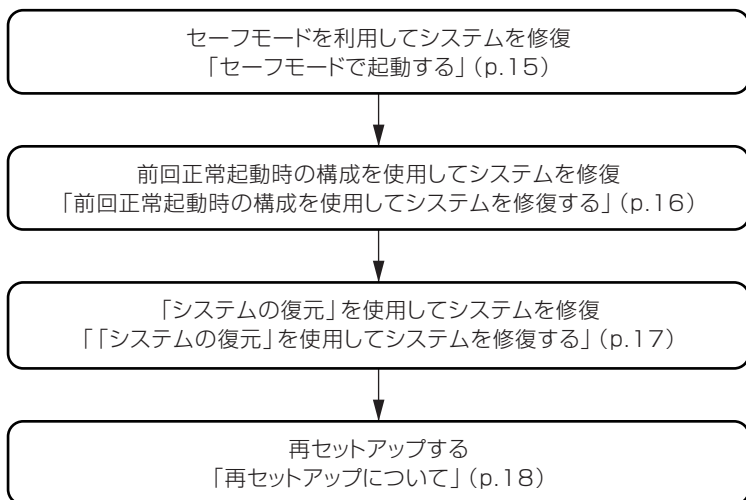 セーフモードを利用してシステムを修復
「セーフモードで起動する」(p.15)
前回正常起動時の構成を使用してシステムを修復
「前回正常起動時の構成を使用してシステムを修復する」(p.16)
「システムの復元」を使用してシステムを修復
「「システムの復元」を使用してシステムを修復する」(p.17)
再セットアップする
「再セットアップについて」(p.18)